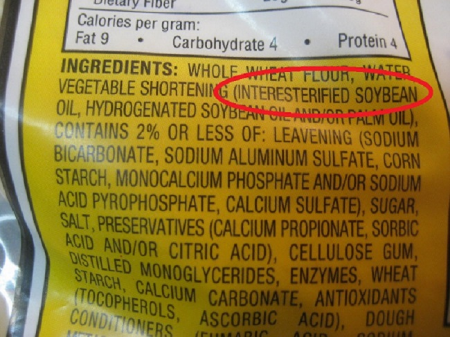 Dietary Fiber
Calories per gram:
Fat 9 • Carbohydrate 4 • Protein 4
INGREDIENTS: WHOLE WHEAT FLOUR, WATER
VEGETABLE SHORTENING (INTERESTERIFIED SOYBEAN
OIL, HYDROGENATED SOYBEAN OIL AND/OR PALM OIL),
CONTAINS 2% OR LESS OF: LEAVENING (SODIUM
BICARBONATE, SODIUM ALUMINUM SULFATE, CORN
STARCH, MONOCALCIUM PHOSPHATE AND/OR SODIUM
ACID PYROPHOSPHATE, CALCIUM SULFATE), SUGAR,
SALT, PRESERVATIVES (CALCIUM PROPIONATE, SORBIC
ACID AND/OR CITRIC ACID), CELLULOSE GUM,
DISTILLED MONOGLYCERIDES, ENZYMES, WHEAT
STARCH, CALCIUM CARBONATE, ANTIOXIDANTS
(TOCOPHEROLS, ASCORBIC ACID), DOUGH
CONDITIONERS (FUMARIC ACID, SODIUM